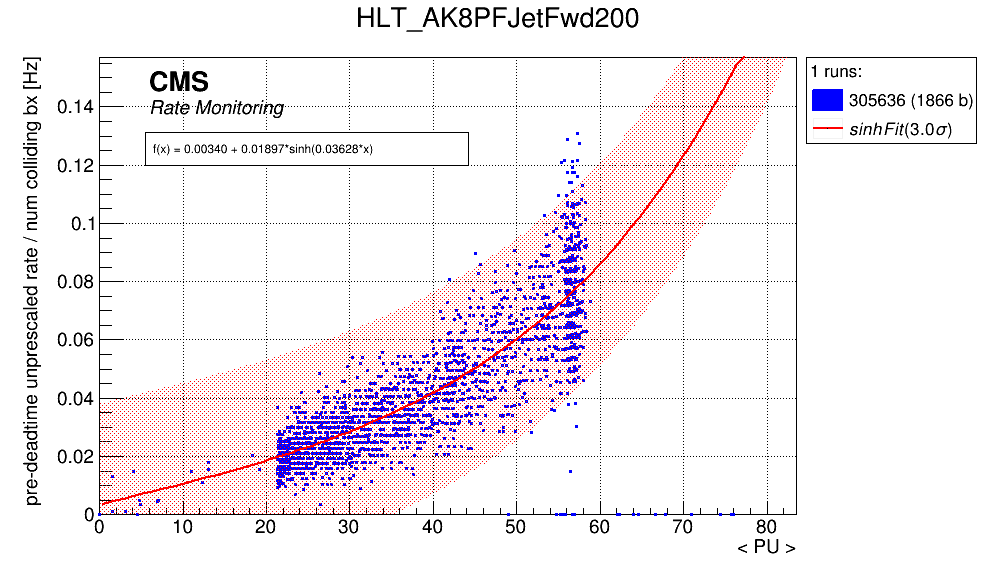 HLT_AK8PFJetFwd200
pre-deadtime unprescaled rate / num colliding bx [Hz]
CMS
Rate Monitoring
f(x) = 0.00340 + 0.01897*sinh(0.03628*x)
1 runs:
305636 (1866 b)
sinhFit(3.0σ)
0.14
0.12
0.1
0.08
0.06
0.04
0.02
0
0 10 20 30 40 50 60 70 80
< PU >